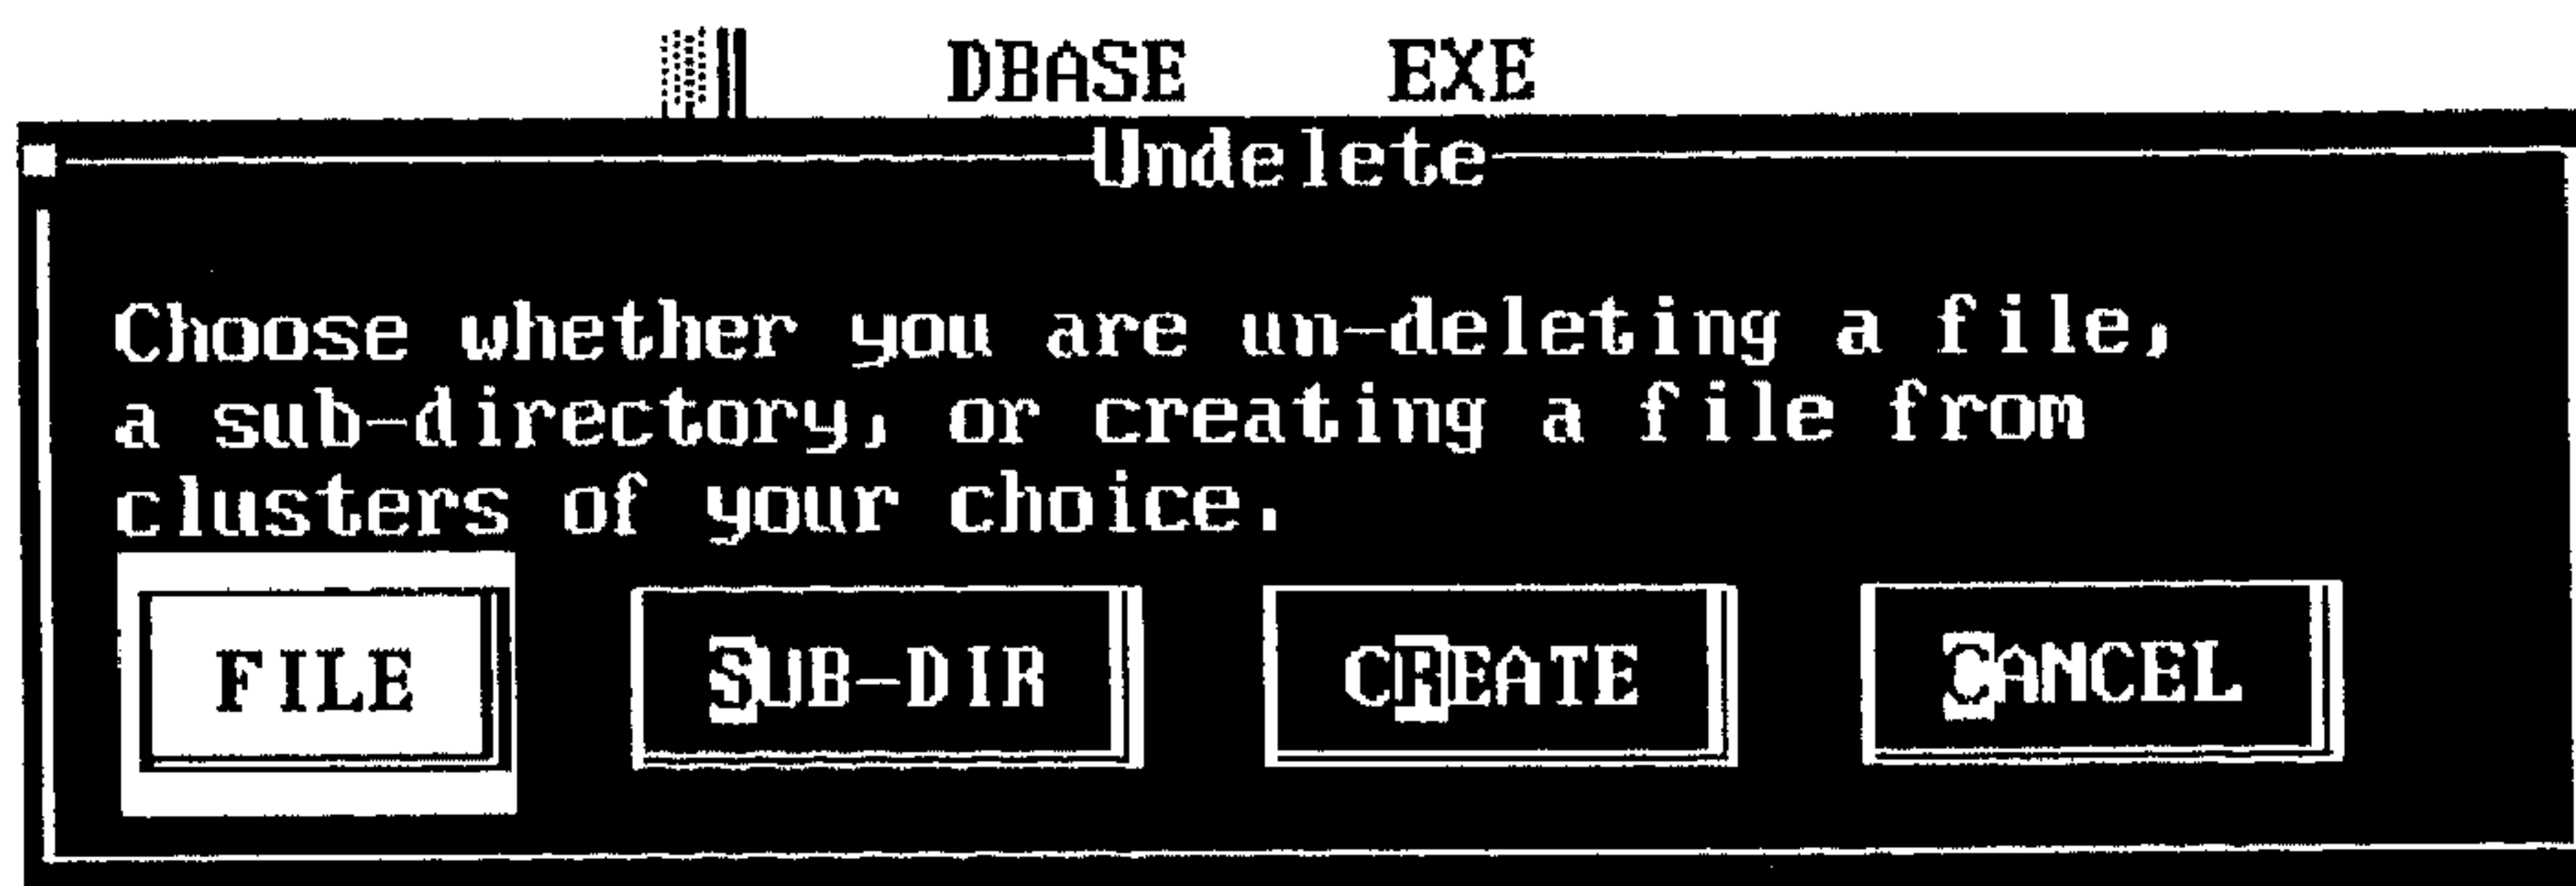 DBASE EXE
Undelete
Choose whether you are un-deleting a file,
a sub-directory, or creating a file from
clusters of your choice.
FILE SUB-DIR CREATE CANCEL